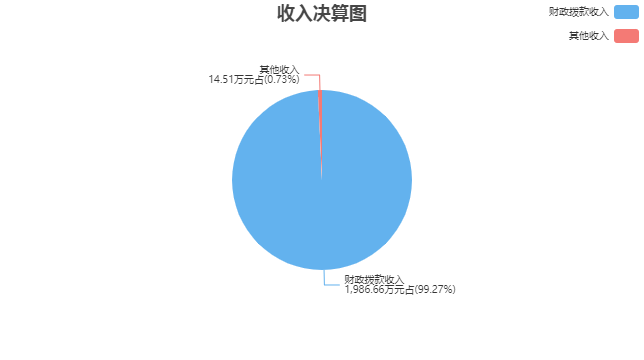 收入决算图
财政拨款收入
其他收入
其他收入
14.51万元占(0.73%)
财政拨款收入
1,986.66万元占(99.27%)